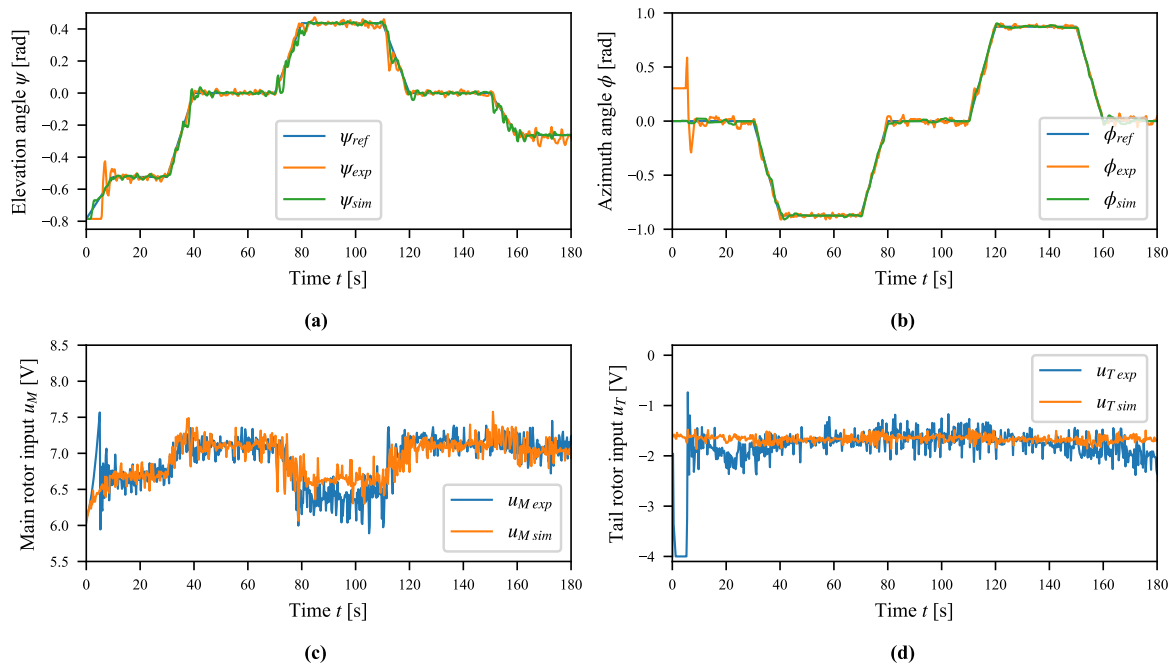 0.4
0.0
−0.4
−0.6
−0.8
Elevation angle ψ [rad]
ψref
ψexp
ψsim
0 20 40 60 80 100 120 140 160 180
Time t [s]
(a)
1.0
0.5
0.0
−0.5
−1.0
Azimuth angle ϕ [rad]
ϕref
ϕexp
ϕsim
0 20 40 60 80 100 120 140 160 180
Time t [s]
(b)
8.5
8.0
7.5
7.0
6.5
6.0
5.5
Main rotor input uM [V]
uM exp
uM sim
0 20 40 60 80 100 120 140 160 180
Time t [s]
(c)
0
−1
−2
−3
−4
Tail rotor input uT [V]
uT exp
uT sim
0 20 40 60 80 100 120 140 160 180
Time t [s]
(d)